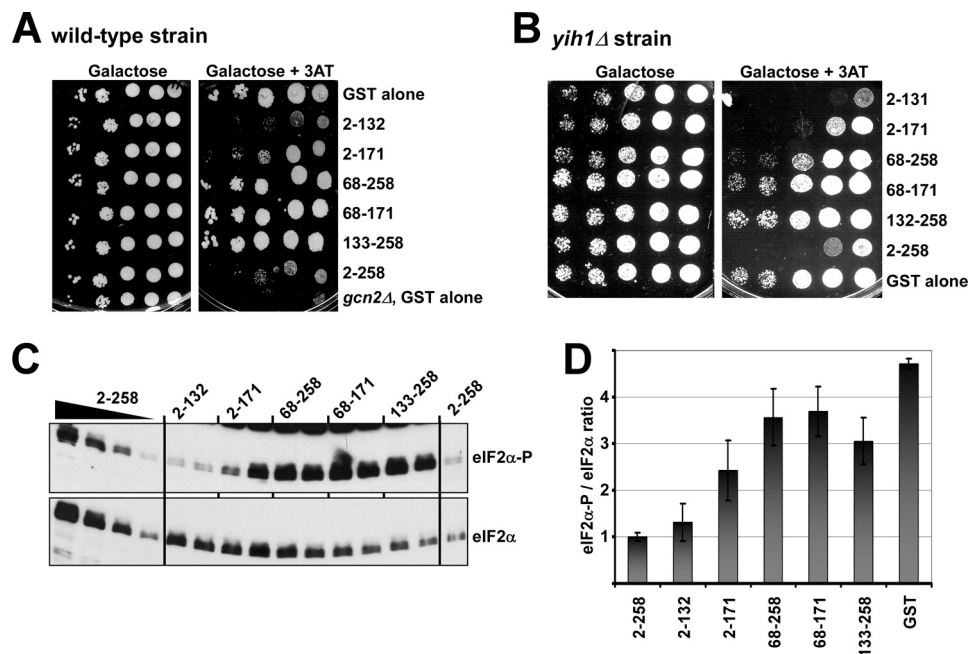 A wild-type strain
Galactose
Galactose + 3AT
GST alone
2-132
2-171
68-258
68-171
133-258
2-258
gcn2Δ, GST alone
B yih1Δ strain
Galactose
Galactose + 3AT
2-131
2-171
68-258
68-171
132-258
2-258
GST alone
C
2-258
2-132
2-171
68-258
68-171
133-258
2-258
eIF2α-P
eIF2α
D
eIF2α-P / eIF2α ratio
4
3
2
1
2-258
2-132
2-171
68-258
68-171
133-258
GST